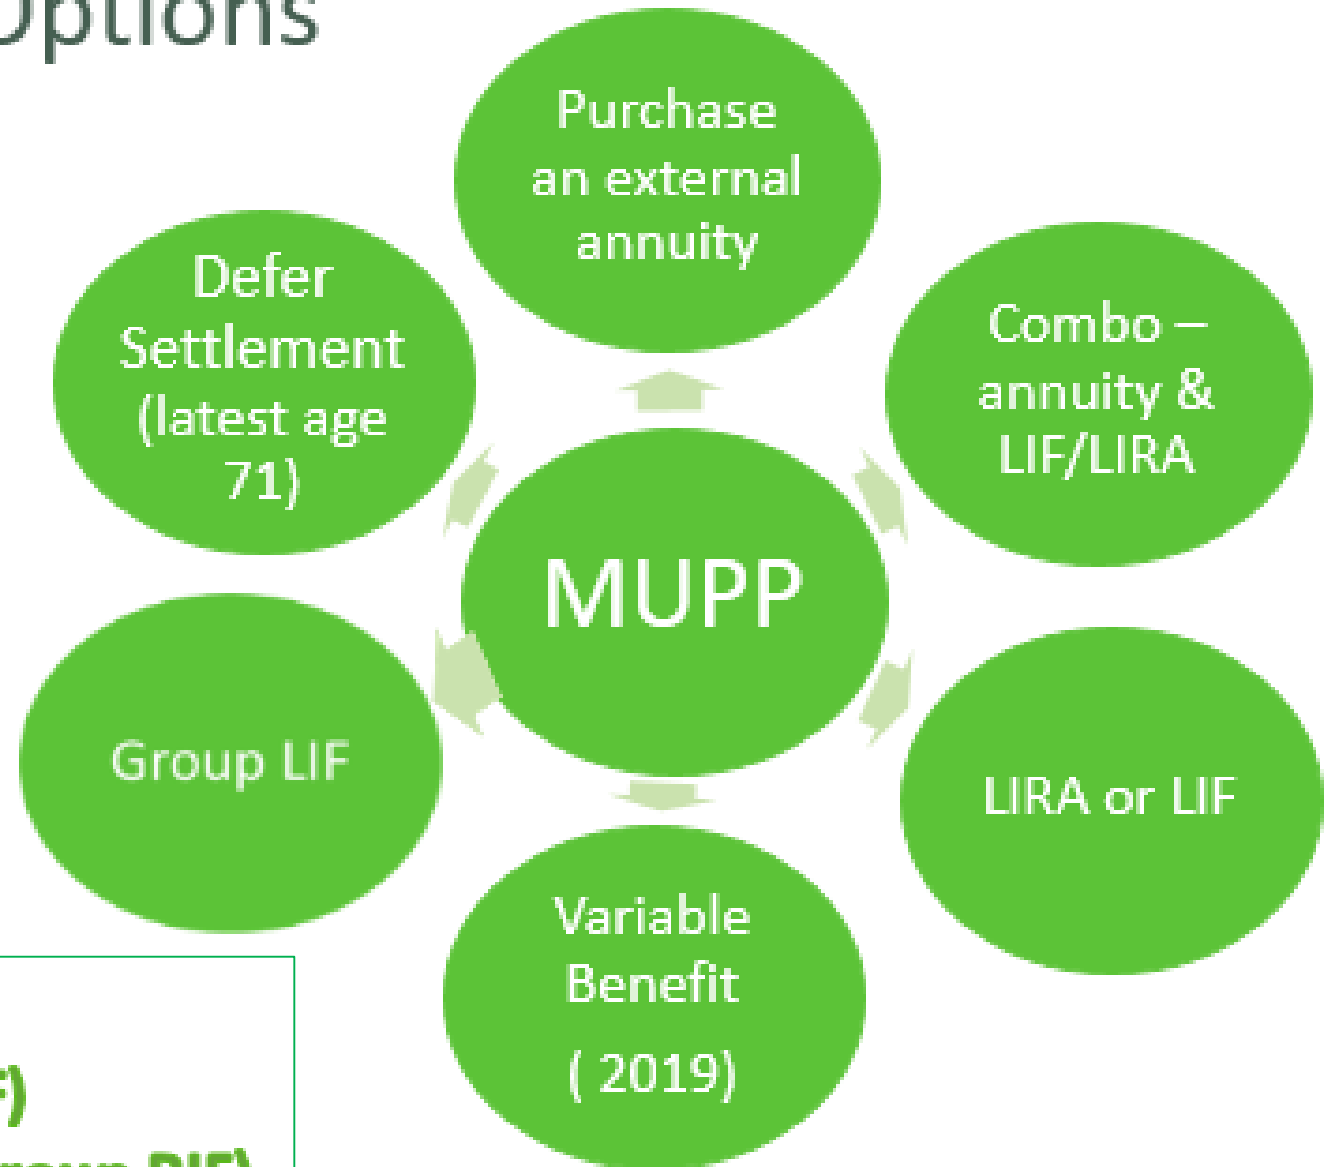 Options
Purchase
an external
annuity
Defer
Settlement
(latest age
71)
Combo –
annuity &
LIF/LIRA
MUPP
Group LIF
LIRA or LIF
Variable
Benefit
( 2019)
F)
RIF)